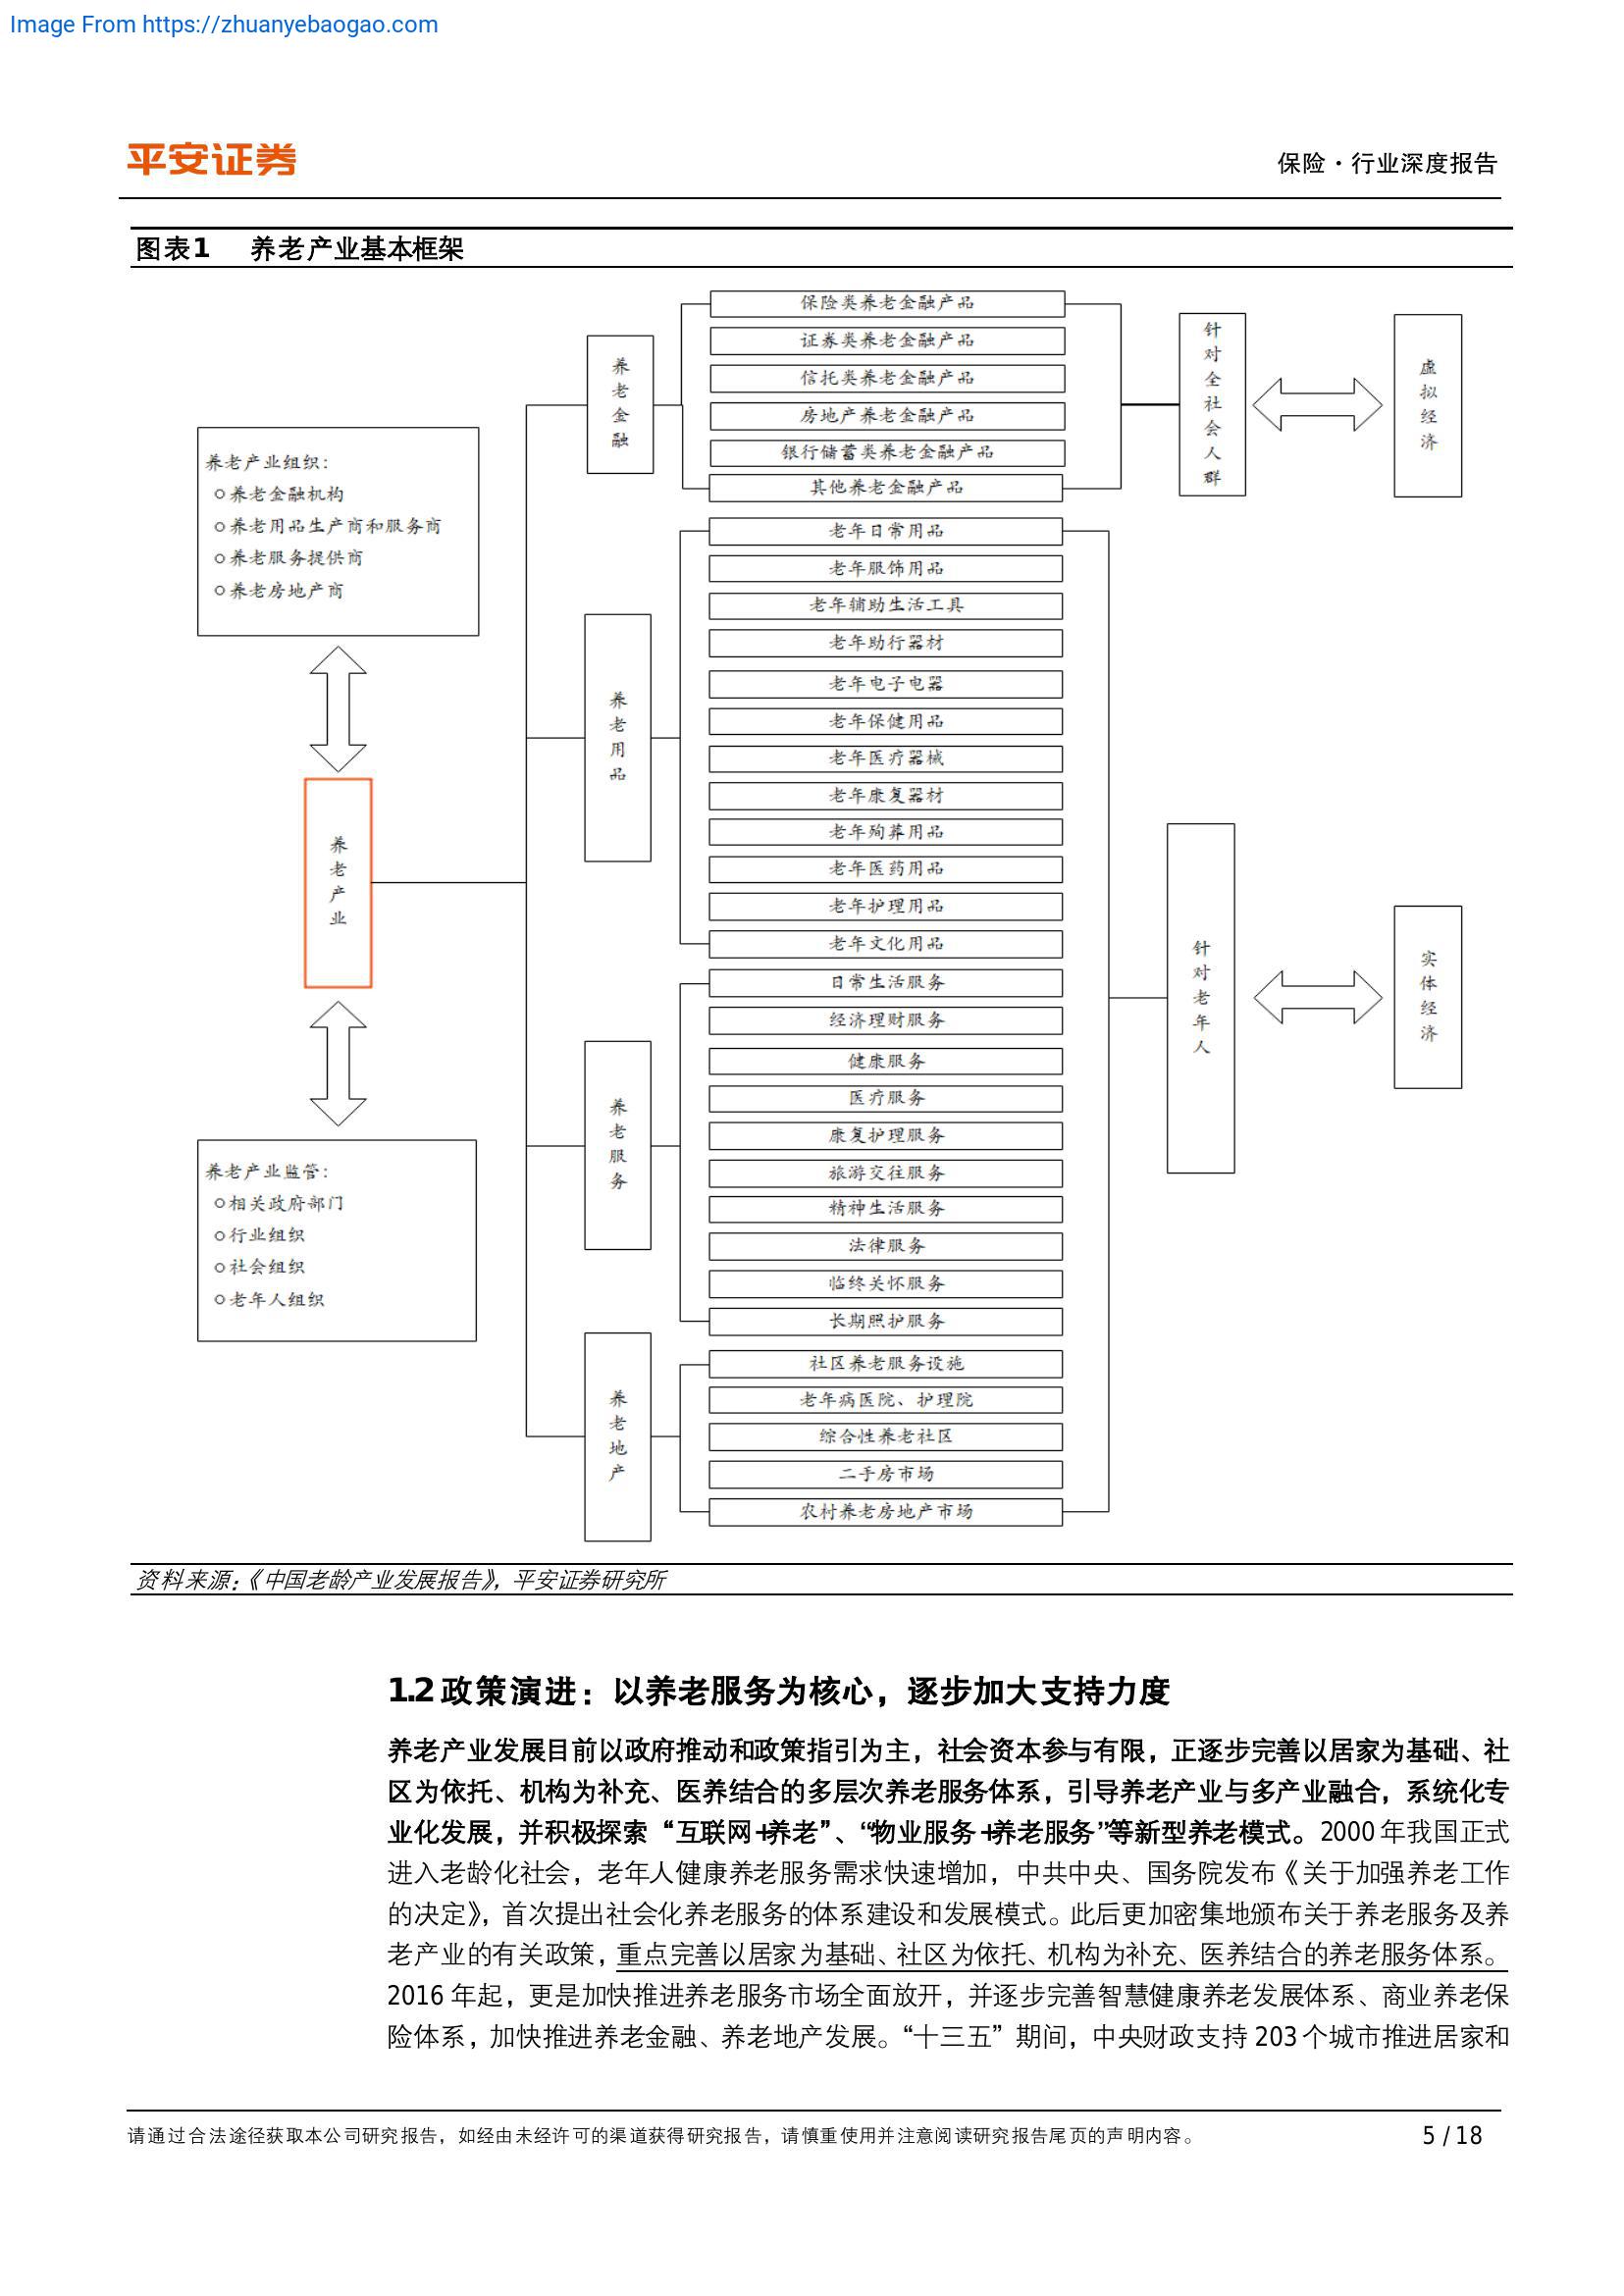 Image From https://zhuanyebaogao.com
平安证券
保险·行业深度报告
图表1 养老产业基本框架
养老产业组织：
养老金融机构
养老用品生产商和服务商
养老服务提供商
养老房地产商
养老产业
养老产业监管：
相关政府部门
行业组织
社会组织
老年人组织
养老金融
保险类养老金融产品
证券类养老金融产品
信托类养老金融产品
房地产养老金融产品
银行储蓄类养老金融产品
其他养老金融产品
养老用品
老年日常用品
老年服饰用品
老年辅助生活工具
老年助行器材
老年电子电器
老年保健用品
老年医疗器械
老年康复器材
老年殉葬用品
老年医药用品
老年护理用品
老年文化用品
养老服务
日常生活服务
经济理财服务
健康服务
医疗服务
康复护理服务
旅游交往服务
精神生活服务
法律服务
临终关怀服务
长期照护服务
养老地产
社区养老服务设施
老年病医院、护理院
综合性养老社区
二手房市场
农村养老房地产市场
针对全社会人群
虚拟经济
针对老年人
实体经济
资料来源：《中国老龄产业发展报告》，平安证券研究所
1.2 政策演进：以养老服务为核心，逐步加大支持力度
养老产业发展目前以政府推动和政策指引为主，社会资本参与有限，正逐步完善以居家为基础、社
区为依托、机构为补充、医养结合的多层次养老服务体系，引导养老产业与多产业融合，系统化专
业化发展，并积极探索“互联网+养老”、“物业服务+养老服务”等新型养老模式。2000 年我国正式
进入老龄化社会，老年人健康养老服务需求快速增加，中共中央、国务院发布《关于加强养老工作
的决定》，首次提出社会化养老服务的体系建设和发展模式。此后更加密集地颁布关于养老服务及养
老产业的有关政策，重点完善以居家为基础、社区为依托、机构为补充、医养结合的养老服务体系。
2016 年起，更是加快推进养老服务市场全面放开，并逐步完善智慧健康养老发展体系、商业养老保
险体系，加快推进养老金融、养老地产发展。“十三五”期间，中央财政支持 203 个城市推进居家和
请通过合法途径获取本公司研究报告，如经由未经许可的渠道获得研究报告，请慎重使用并注意阅读研究报告尾页的声明内容。
5 / 18